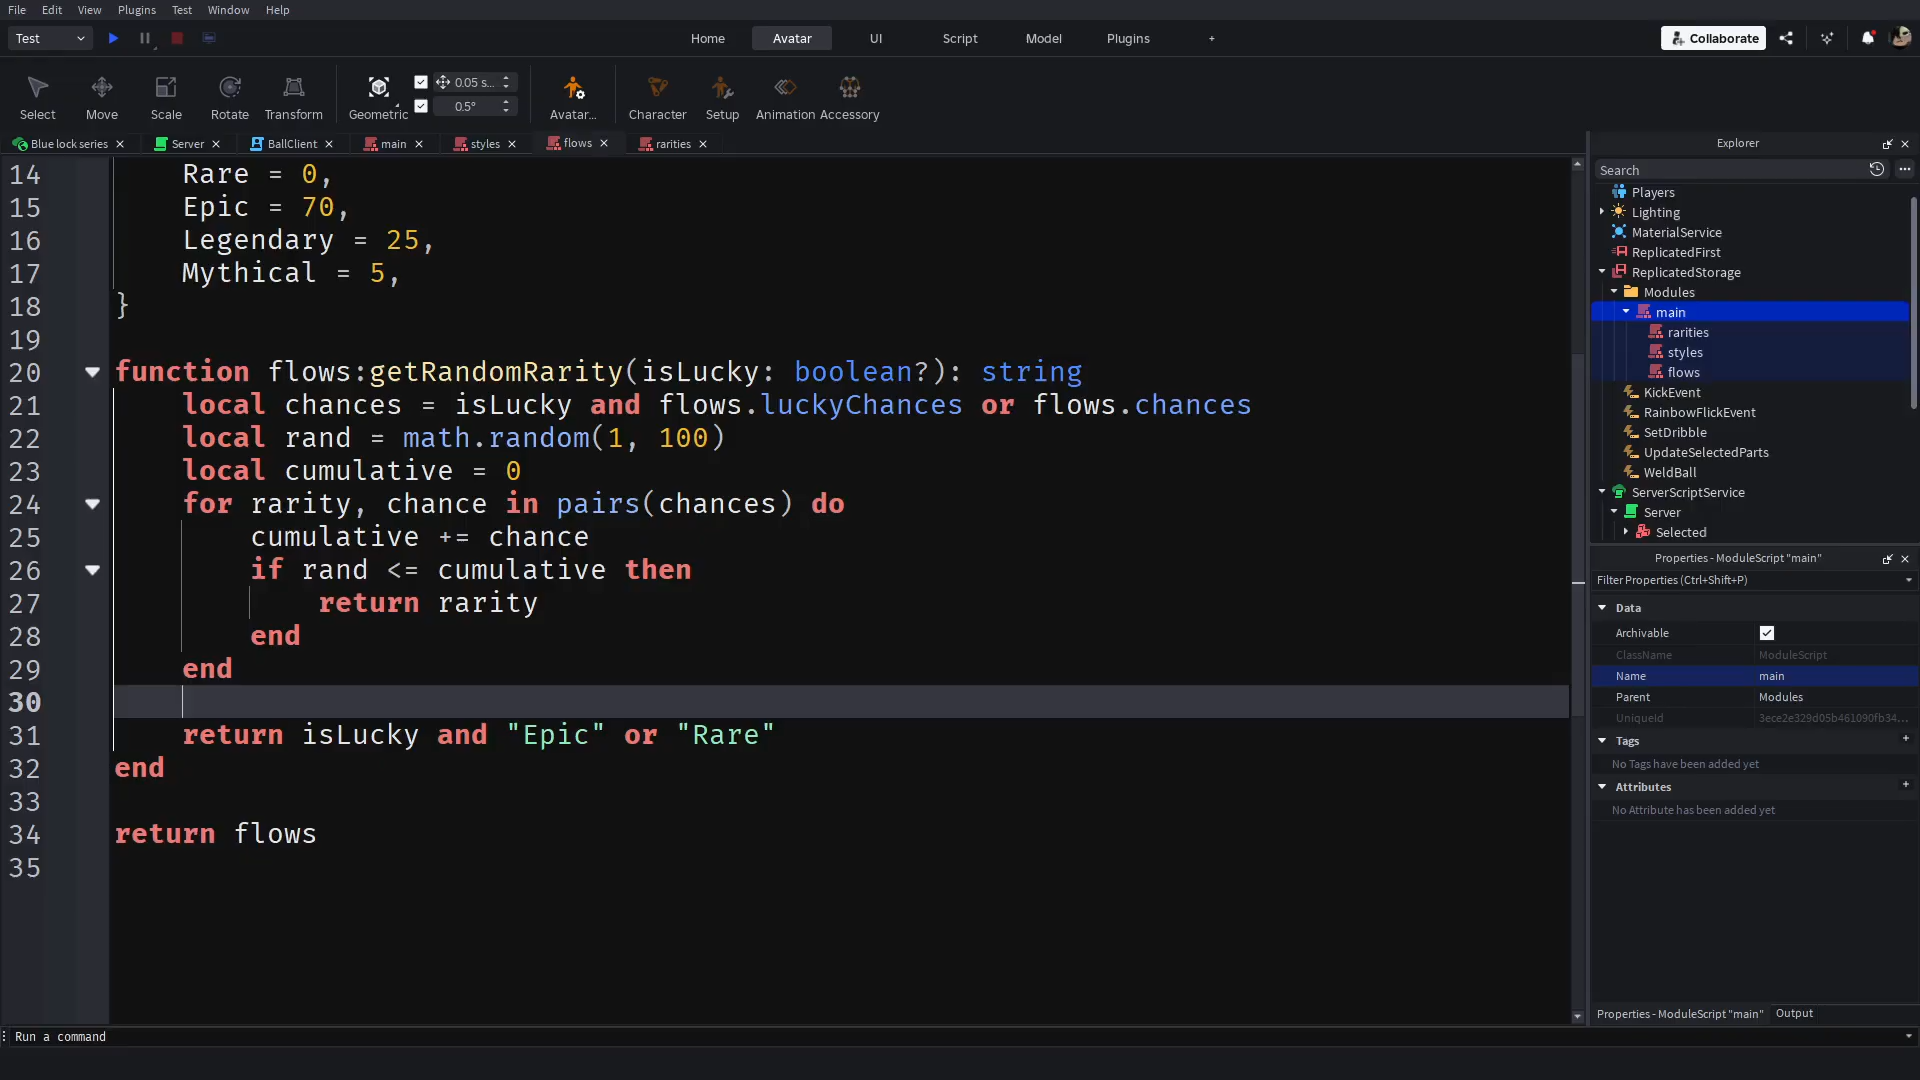 File Edit View Plugins Test Window Help
Test
Home Avatar UI Script Model Plugins +
Collaborate
Select Move Scale Rotate Transform Geometric 0.05 s... 0.5° Avatar... Character Setup Animation Accessory
Blue lock series Server BallClient main styles flows rarities
14 Rare = 0,
15 Epic = 70,
16 Legendary = 25,
17 Mythical = 5,
18 }
19
20 function flows:getRandomRarity(isLucky: boolean?): string
21 local chances = isLucky and flows.luckyChances or flows.chances
22 local rand = math.random(1, 100)
23 local cumulative = 0
24 for rarity, chance in pairs(chances) do
25 cumulative += chance
26 if rand <= cumulative then
27 return rarity
28 end
29 end
30
31 return isLucky and "Epic" or "Rare"
32 end
33
34 return flows
35
Run a command
Explorer
Search
Players
Lighting
MaterialService
ReplicatedFirst
ReplicatedStorage
Modules
main
rarities
styles
flows
KickEvent
RainbowFlickEvent
SetDribble
UpdateSelectedParts
WeldBall
ServerScriptService
Server
Selected
Properties - ModuleScript "main"
Filter Properties (Ctrl+Shift+P)
Data
Archivable
ClassName ModuleScript
Name main
Parent Modules
UniqueId 3ece2e329d05b461090fb34...
Tags +
No Tags have been added yet
Attributes +
No Attribute has been added yet
Properties - ModuleScript "main" Output